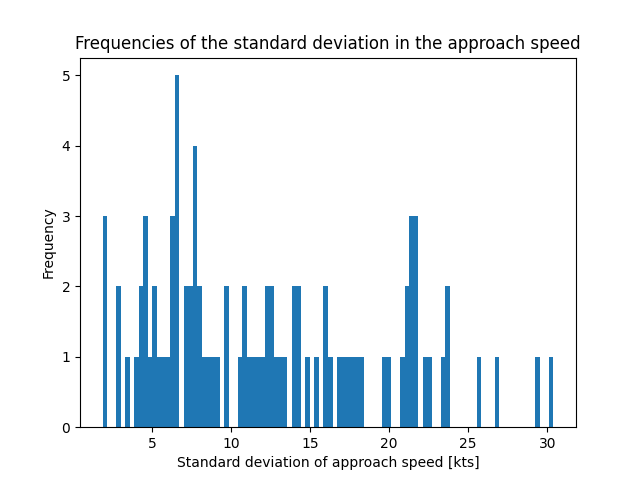 Frequencies of the standard deviation in the approach speed
5
4
3
2
1
0
Frequency
5 10 15 20 25 30
Standard deviation of approach speed [kts]